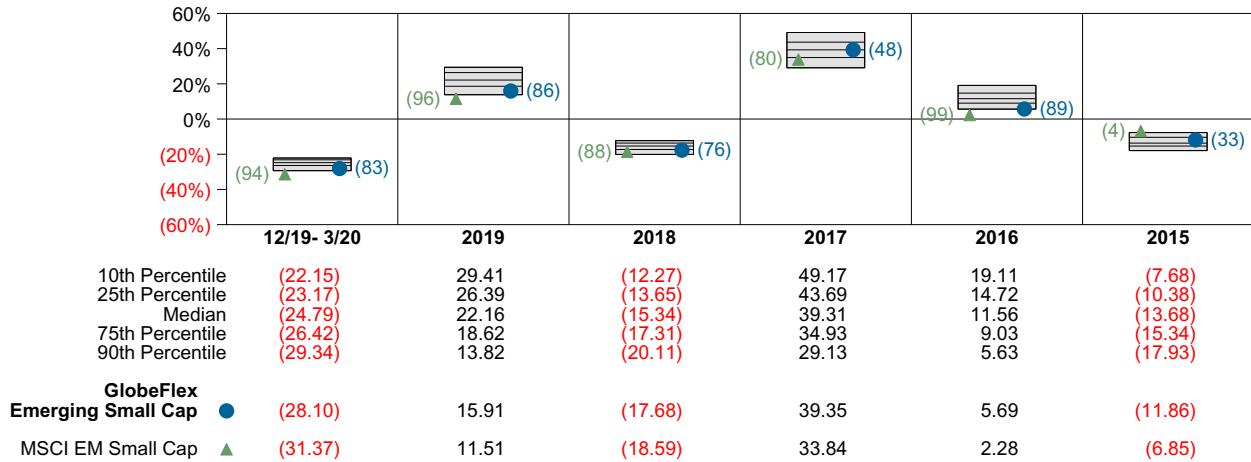 60%
40%
20%
0%
(20%)
(40%)
(60%)
(94)
(83)
(96)
(86)
(88)
(76)
(80)
(48)
(99)
(89)
(4)
(33)
12/19- 3/20 2019 2018 2017 2016 2015
10th Percentile (22.15) 29.41 (12.27) 49.17 19.11 (7.68)
25th Percentile (23.17) 26.39 (13.65) 43.69 14.72 (10.38)
Median (24.79) 22.16 (15.34) 39.31 11.56 (13.68)
75th Percentile (26.42) 18.62 (17.31) 34.93 9.03 (15.34)
90th Percentile (29.34) 13.82 (20.11) 29.13 5.63 (17.93)
GlobeFlex
Emerging Small Cap (28.10) 15.91 (17.68) 39.35 5.69 (11.86)
MSCI EM Small Cap (31.37) 11.51 (18.59) 33.84 2.28 (6.85)